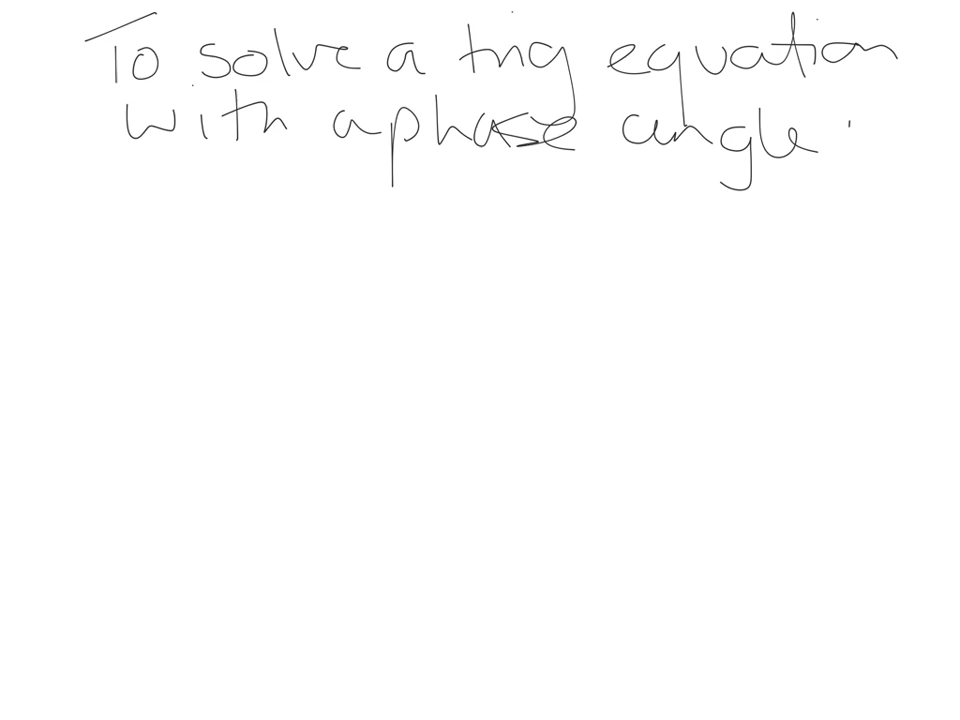 To solve a trig equation
with a phase angle.